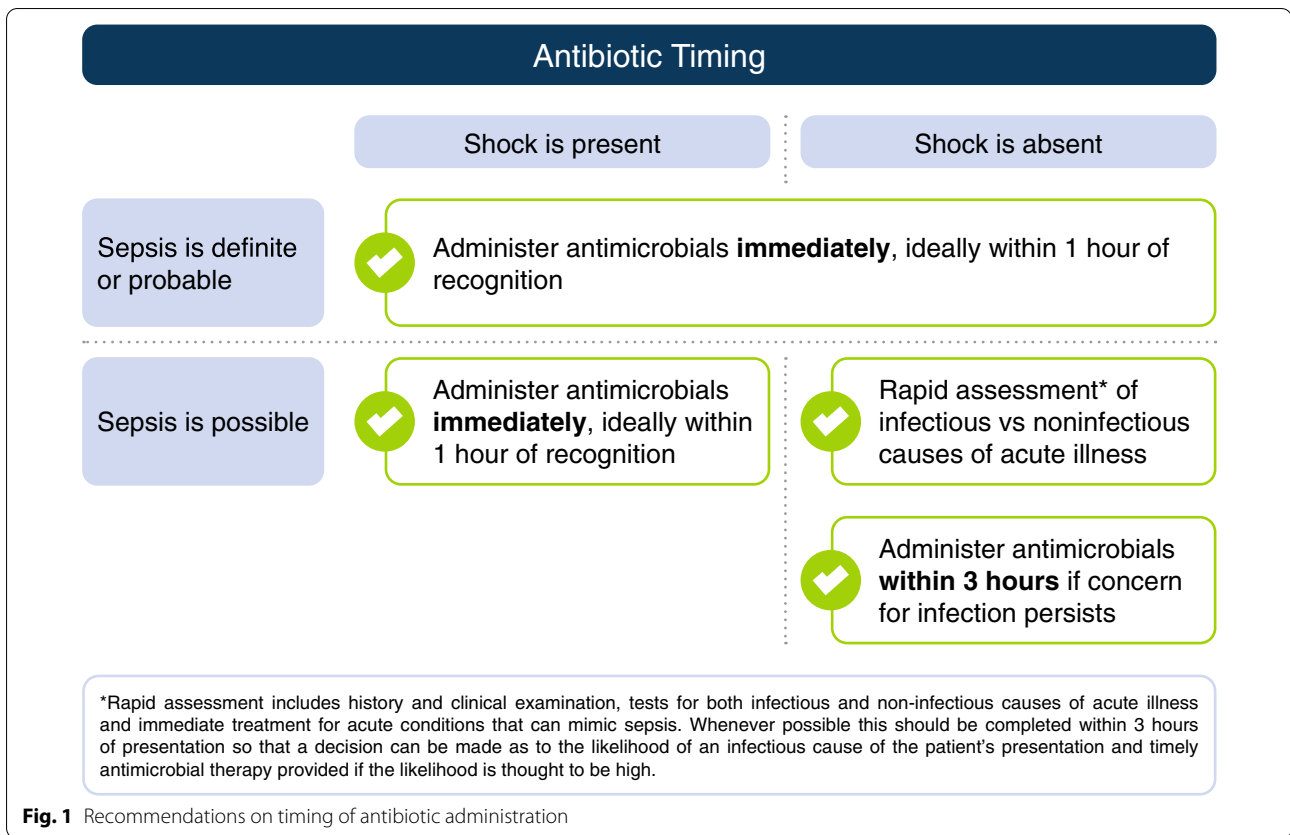 Antibiotic Timing
Shock is present
Shock is absent
Sepsis is definite
or probable
Administer antimicrobials immediately, ideally within 1 hour of
recognition
Sepsis is possible
Administer antimicrobials
immediately, ideally within
1 hour of recognition
Rapid assessment* of
infectious vs noninfectious
causes of acute illness
Administer antimicrobials
within 3 hours if concern
for infection persists
*Rapid assessment includes history and clinical examination, tests for both infectious and non-infectious causes of acute illness
and immediate treatment for acute conditions that can mimic sepsis. Whenever possible this should be completed within 3 hours
of presentation so that a decision can be made as to the likelihood of an infectious cause of the patient's presentation and timely
antimicrobial therapy provided if the likelihood is thought to be high.
Fig. 1 Recommendations on timing of antibiotic administration